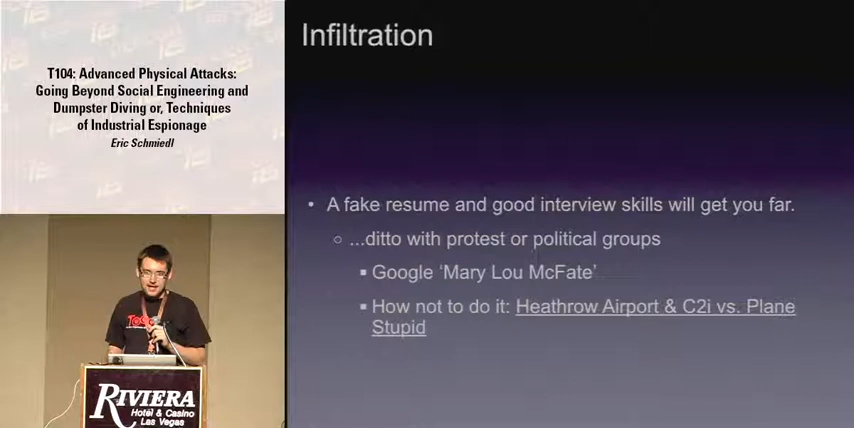 T104: Advanced Physical Attacks:
Going Beyond Social Engineering and
Dumpster Diving or, Techniques
of Industrial Espionage
Eric Schmiedl
Infiltration
• A fake resume and good interview skills will get you far.
○ ...ditto with protest or political groups
▪ Google ‘Mary Lou McFate’
▪ How not to do it: Heathrow Airport & C2i vs. Plane
Stupid
RIVIERA
Hotel & Casino
Las Vegas